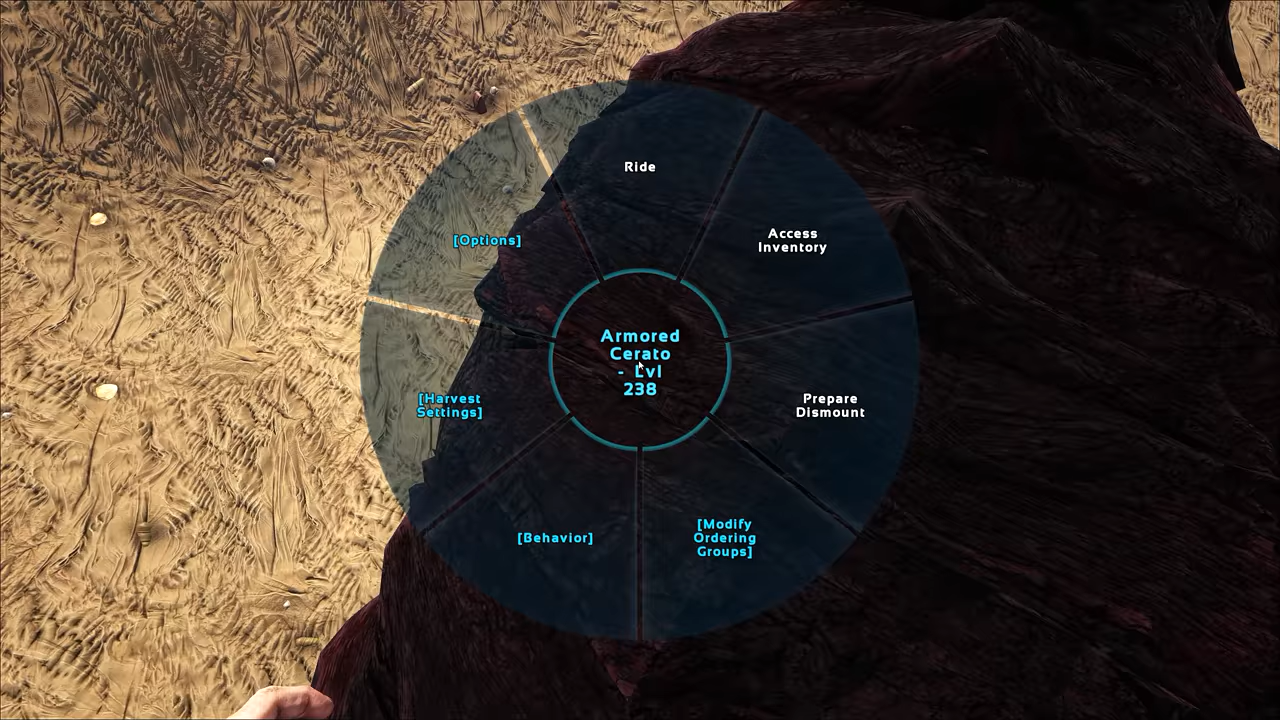 Ride
Access
Inventory
[Options]
Armored
Cerato
- Lvl
238
[Harvest
Settings]
Prepare
Dismount
[Behavior]
[Modify
Ordering
Groups]